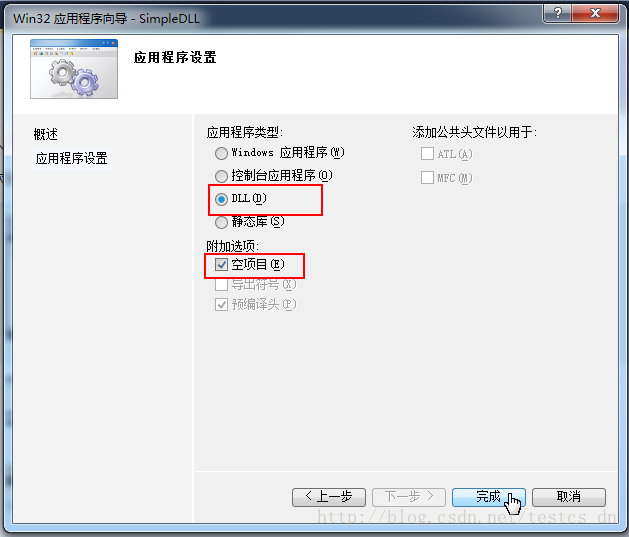 Win32 应用程序向导 - SimpleDLL
应用程序设置
概述
应用程序设置
应用程序类型:
Windows 应用程序(W)
控制台应用程序(O)
DLL(D)
静态库(S)
附加选项:
空项目(E)
导出符号(X)
预编译头(P)
添加公共头文件以用于:
ATL(A)
MFC(M)
< 上一步
下一步 >
完成
取消
http://blog.csdn.net/testcs_dn